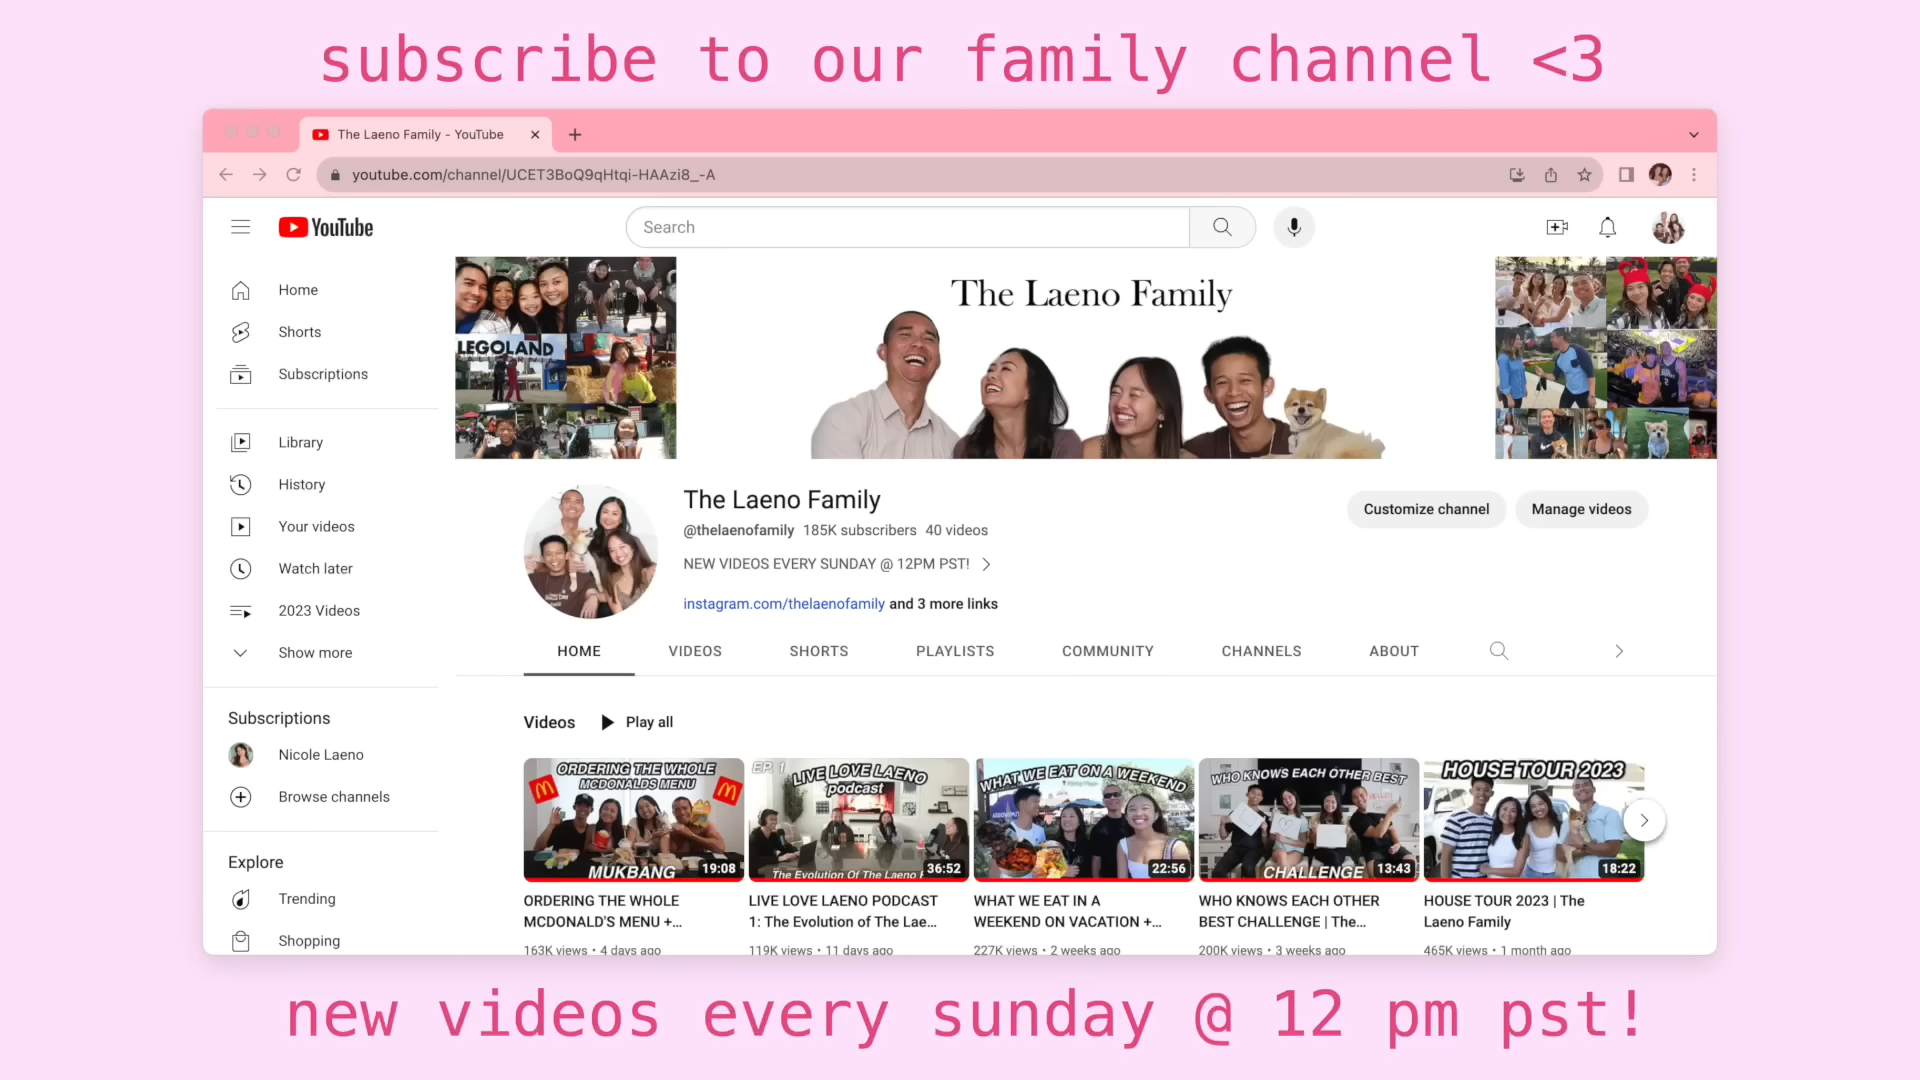 subscribe to our family channel <3
The Laeno Family - YouTube
youtube.com/channel/UCET3BoQ9qHtqi-HAAzi8_-A
YouTube
Search
Home
Shorts
Subscriptions
Library
History
Your videos
Watch later
2023 Videos
Show more
Subscriptions
Nicole Laeno
Browse channels
Explore
Trending
Shopping
LEGOLAND
The Laeno Family
The Laeno Family
@thelaenofamily 185K subscribers 40 videos
NEW VIDEOS EVERY SUNDAY @ 12PM PST!
instagram.com/thelaenofamily and 3 more links
Customize channel
Manage videos
HOME VIDEOS SHORTS PLAYLISTS COMMUNITY CHANNELS ABOUT
Videos
Play all
ORDERING THE WHOLE
MCDONALDS MENU
MUKBANG
19:08
ORDERING THE WHOLE
MCDONALD'S MENU +...
163K views • 4 days ago
EP. 1
LIVE LOVE LAENO
podcast
The Evolution Of The Laeno
36:52
LIVE LOVE LAENO PODCAST
1: The Evolution of The Lae...
119K views • 11 days ago
WHAT WE EAT ON A WEEKEND
22:56
WHAT WE EAT IN A
WEEKEND ON VACATION +...
227K views • 2 weeks ago
WHO KNOWS EACH OTHER BEST
CHALLENGE
13:43
WHO KNOWS EACH OTHER
BEST CHALLENGE | The...
200K views • 3 weeks ago
HOUSE TOUR 2023
18:22
HOUSE TOUR 2023 | The
Laeno Family
465K views • 1 month ago
new videos every sunday @ 12 pm pst!